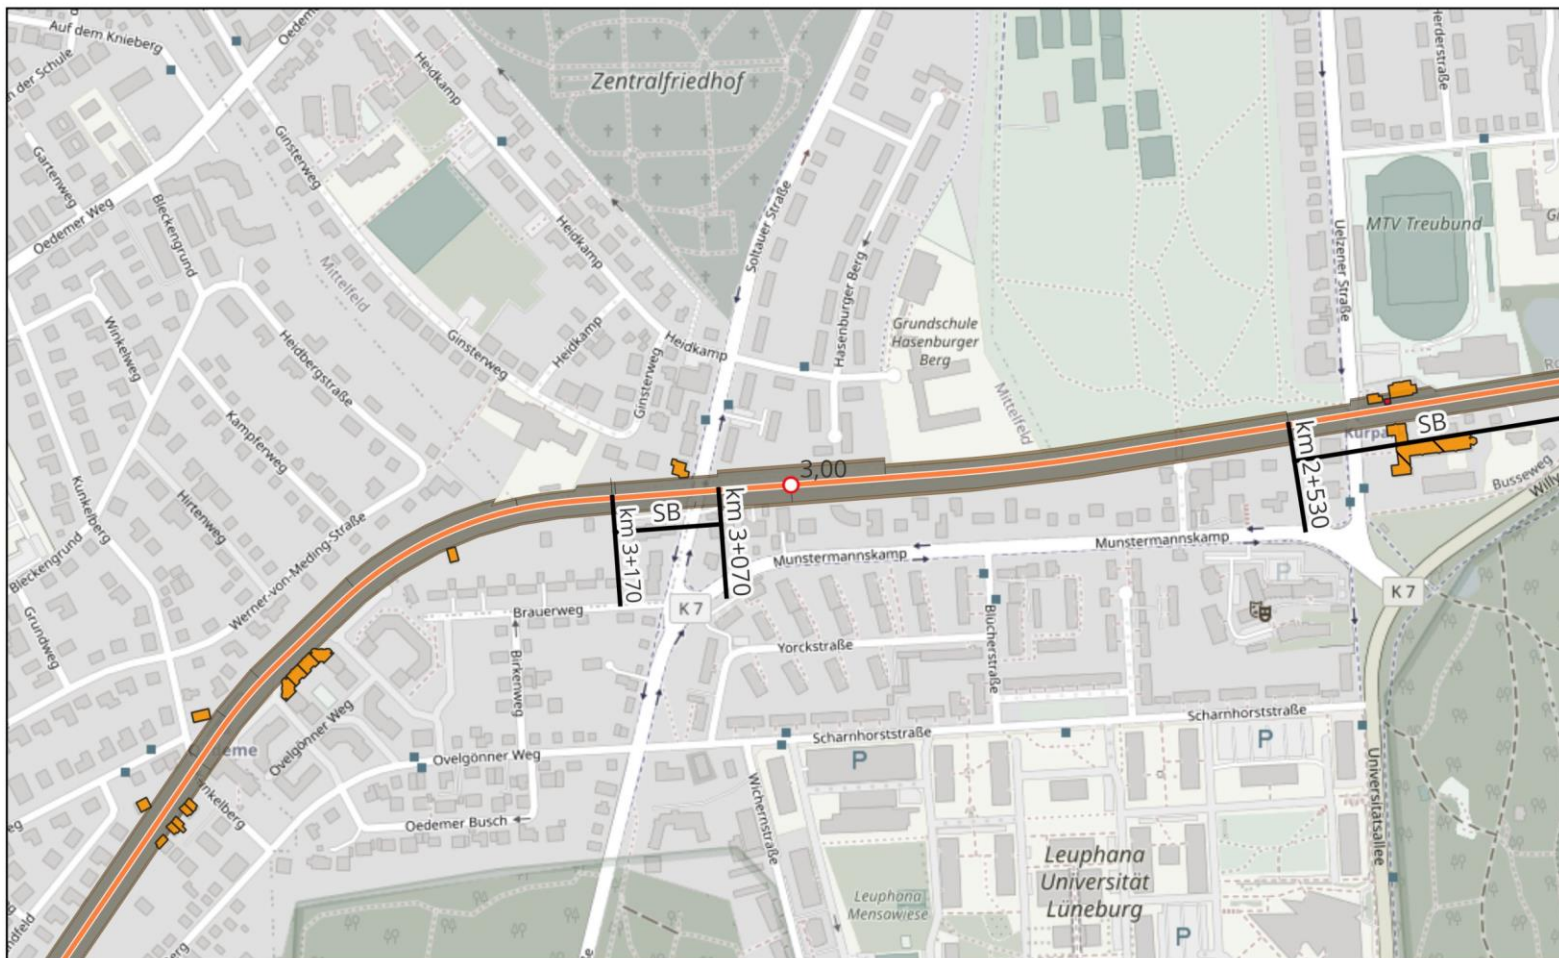 Auf dem Knieberg
Heidkamp
Zentralfriedhof
Herderstraße
Gartenweg
Ginsterweg
Oedemer Weg
Bleckengrund
Heidkamp
Soltauer Straße
Uelzener Straße
MTV Treubund
Mittelfeld
Hasenburger Berg
Winkelweg
Heidbergstraße
Ginsterweg
Heidkamp
Heidkamp
Grundschule
Hasenburger
Berg
Ginsterweg
Mittelfeld
Kampferweg
SB
3,00
Kunkelberg
Hirtenweg
SB
km 3+170
km 3+070
km 2+530
Busseweg
Bleckengrund
Werner-von-Meding-Straße
Munstermannskamp
Munstermannskamp
P
K 7
K 7
Grundweg
Brauerweg
Birkenweg
Yorckstraße
Blücherstraße
Ovelgönner Weg
Ovelgönner Weg
Scharnhorststraße
Scharnhorststraße
P
P
Oedemer Busch
Wichernstraße
Universitätsallee
Leuphana
Universität
Lüneburg
Leuphana
Mensawiese
P